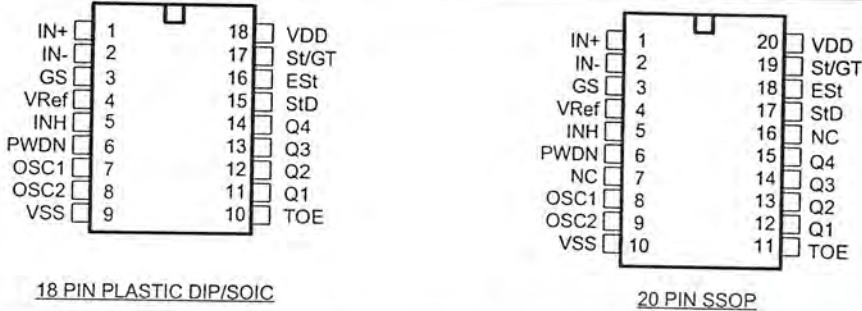 IN+ 1 18 VDD
IN- 2 17 St/GT
GS 3 16 ESt
VRef 4 15 StD
INH 5 14 Q4
PWDN 6 13 Q3
OSC1 7 12 Q2
OSC2 8 11 Q1
VSS 9 10 TOE
18 PIN PLASTIC DIP/SOIC
IN+ 1 20 VDD
IN- 2 19 St/GT
GS 3 18 ESt
VRef 4 17 StD
INH 5 16 NC
PWDN 6 15 Q4
NC 7 14 Q3
OSC1 8 13 Q2
OSC2 9 12 Q1
VSS 10 11 TOE
20 PIN SSOP